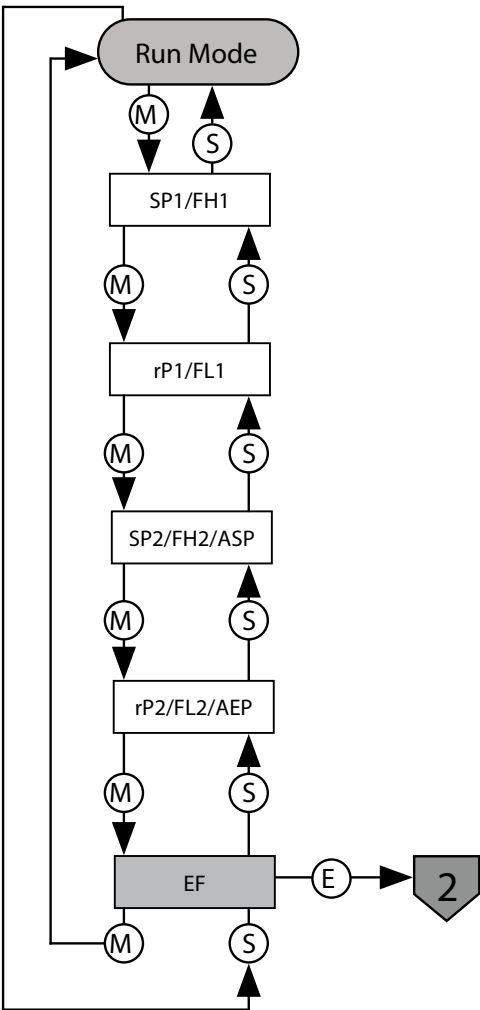 Run Mode
M
S
SP1/FH1
M
S
rP1/FL1
M
S
SP2/FH2/ASP
M
S
rP2/FL2/AEP
M
S
EF
E
2
M
S